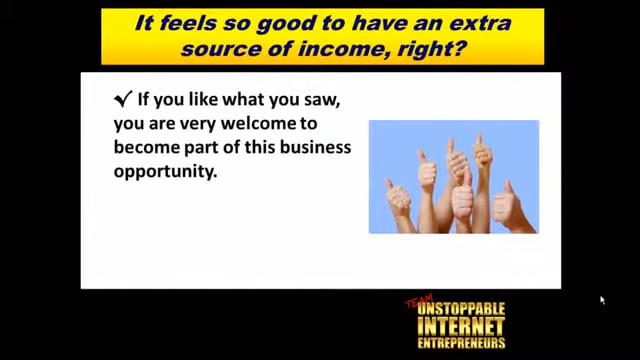 It feels so good to have an extra
source of income, right?
✓ If you like what you saw,
you are very welcome to
become part of this business
opportunity.
TEAM
UNSTOPPABLE
INTERNET
ENTREPRENEURS